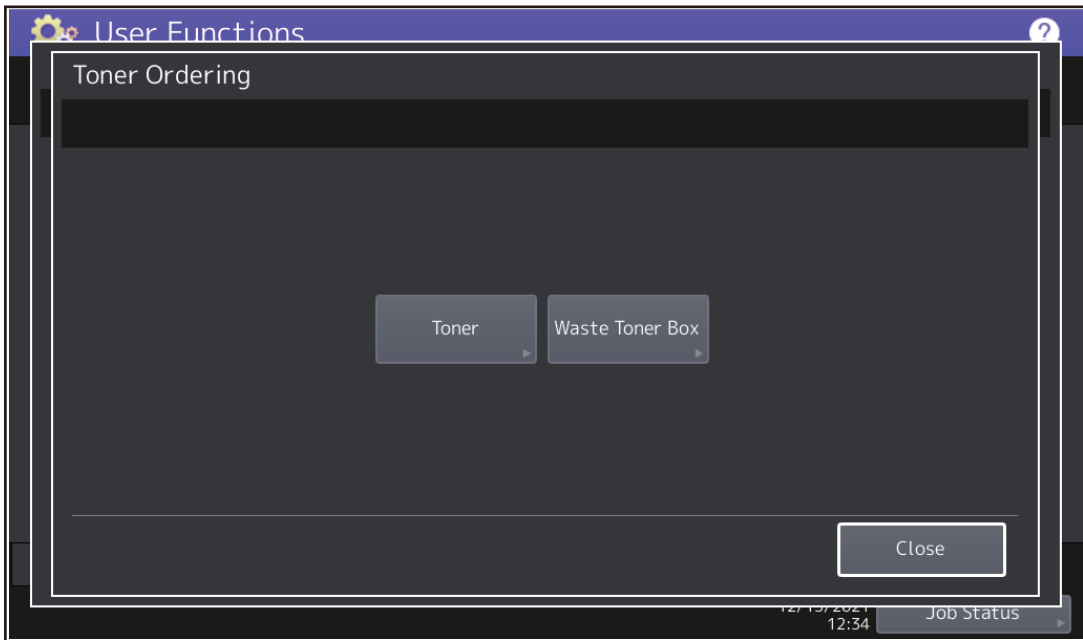 User Functions
?
Toner Ordering
Toner
Waste Toner Box
Close
12:34
Job Status